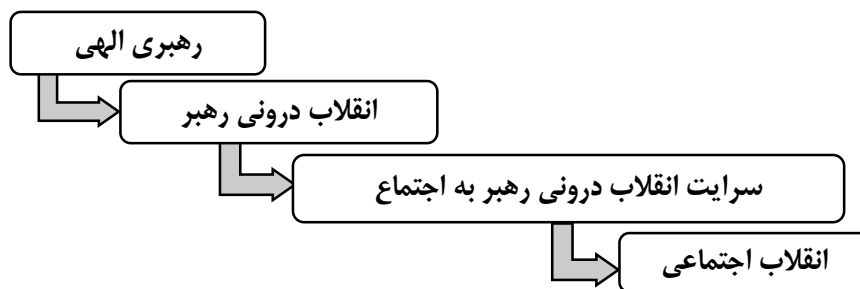 رهبری الهی
انقلاب درونی رهبر
سرایت انقلاب درونی رهبر به اجتماع
انقلاب اجتماعی